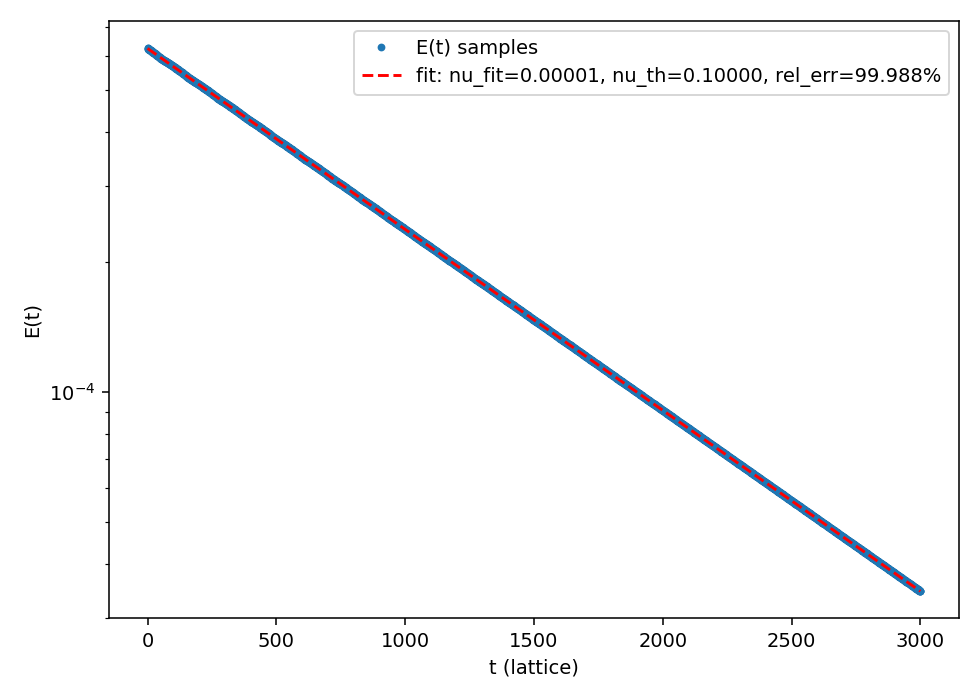 E(t) samples
fit: nu_fit=0.00001, nu_th=0.10000, rel_err=99.988%
E(t)
10⁻⁴
0 500 1000 1500 2000 2500 3000
t (lattice)